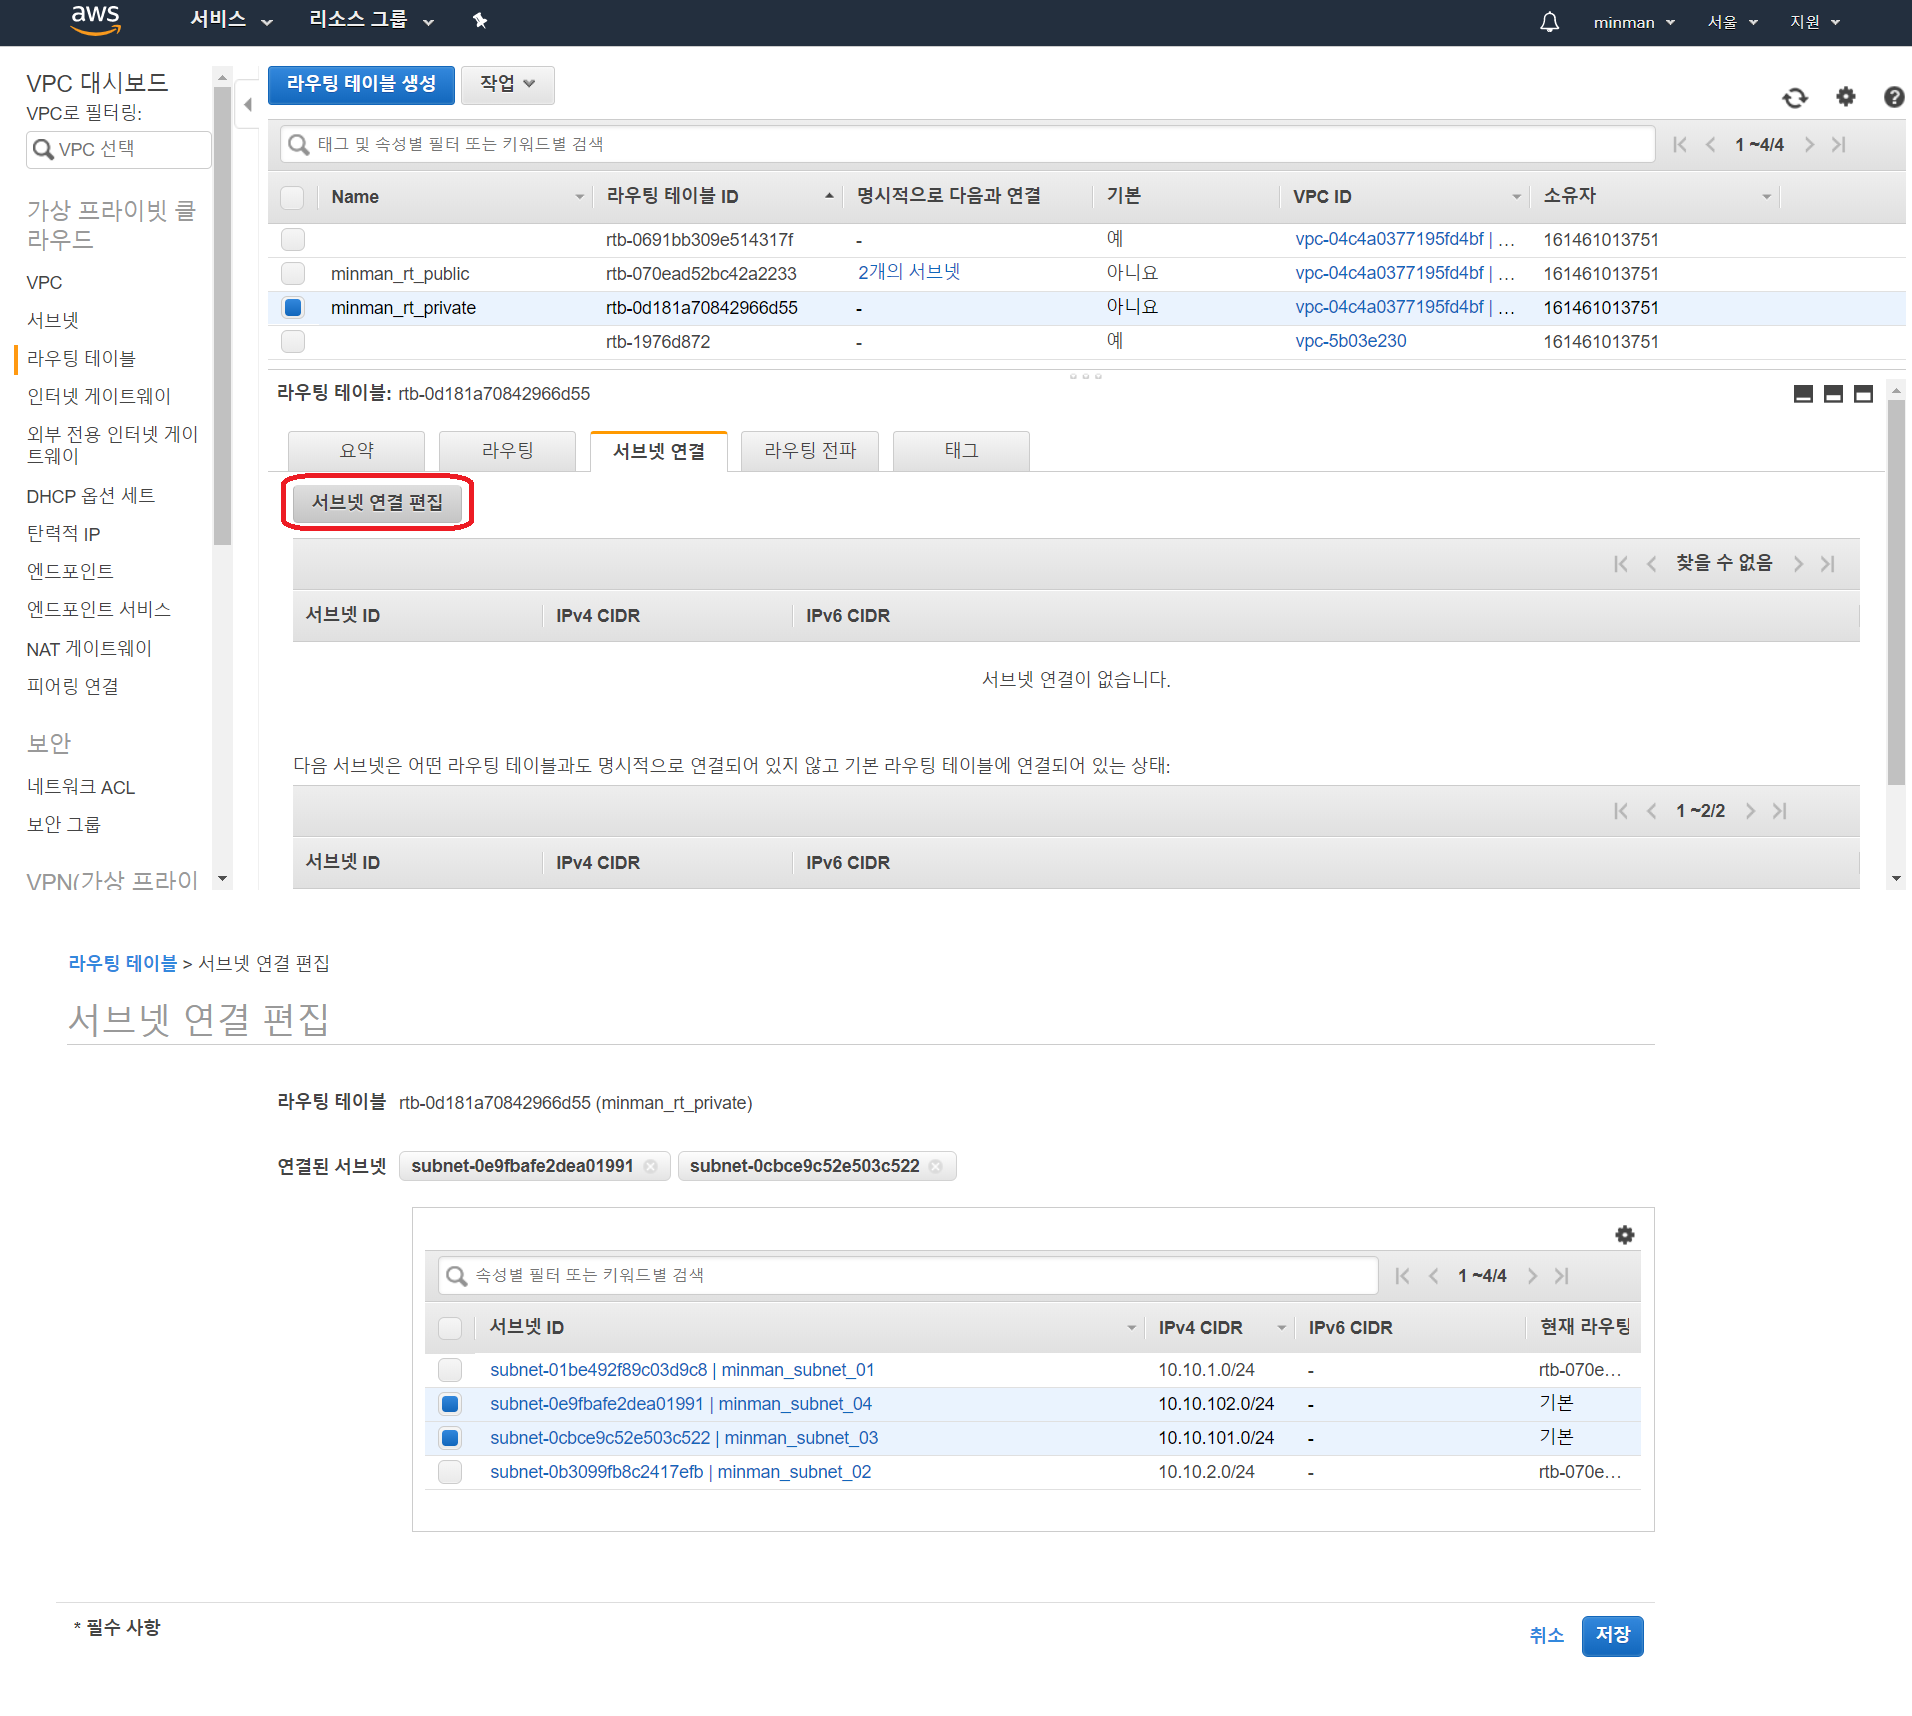 aws 서비스 리소스 그룹 minman 서울 지원
VPC 대시보드
VPC로 필터링:
VPC 선택
가상 프라이빗 클
라우드
VPC
서브넷
라우팅 테이블
인터넷 게이트웨이
외부 전용 인터넷 게이
트웨이
DHCP 옵션 세트
탄력적 IP
엔드포인트
엔드포인트 서비스
NAT 게이트웨이
피어링 연결
보안
네트워크 ACL
보안 그룹
VPN(가상 프라이
라우팅 테이블 생성 작업
태그 및 속성별 필터 또는 키워드별 검색 1 ~4/4
Name 라우팅 테이블 ID 명시적으로 다음과 연결 기본 VPC ID 소유자
rtb-0691bb309e514317f - 예 vpc-04c4a0377195fd4bf | ... 161461013751
minman_rt_public rtb-070ead52bc42a2233 2개의 서브넷 아니요 vpc-04c4a0377195fd4bf | ... 161461013751
minman_rt_private rtb-0d181a70842966d55 - 아니요 vpc-04c4a0377195fd4bf | ... 161461013751
rtb-1976d872 - 예 vpc-5b03e230 161461013751
라우팅 테이블: rtb-0d181a70842966d55
요약 라우팅 서브넷 연결 라우팅 전파 태그
서브넷 연결 편집
찾을 수 없음
서브넷 ID IPv4 CIDR IPv6 CIDR
서브넷 연결이 없습니다.
다음 서브넷은 어떤 라우팅 테이블과도 명시적으로 연결되어 있지 않고 기본 라우팅 테이블에 연결되어 있는 상태:
1 ~2/2
서브넷 ID IPv4 CIDR IPv6 CIDR
라우팅 테이블 > 서브넷 연결 편집
서브넷 연결 편집
라우팅 테이블 rtb-0d181a70842966d55 (minman_rt_private)
연결된 서브넷 subnet-0e9fbafe2dea01991 subnet-0cbce9c52e503c522
속성별 필터 또는 키워드별 검색 1 ~4/4
서브넷 ID IPv4 CIDR IPv6 CIDR 현재 라우팅
subnet-01be492f89c03d9c8 | minman_subnet_01 10.10.1.0/24 - rtb-070e...
subnet-0e9fbafe2dea01991 | minman_subnet_04 10.10.102.0/24 - 기본
subnet-0cbce9c52e503c522 | minman_subnet_03 10.10.101.0/24 - 기본
subnet-0b3099fb8c2417efb | minman_subnet_02 10.10.2.0/24 - rtb-070e...
* 필수 사항 취소 저장